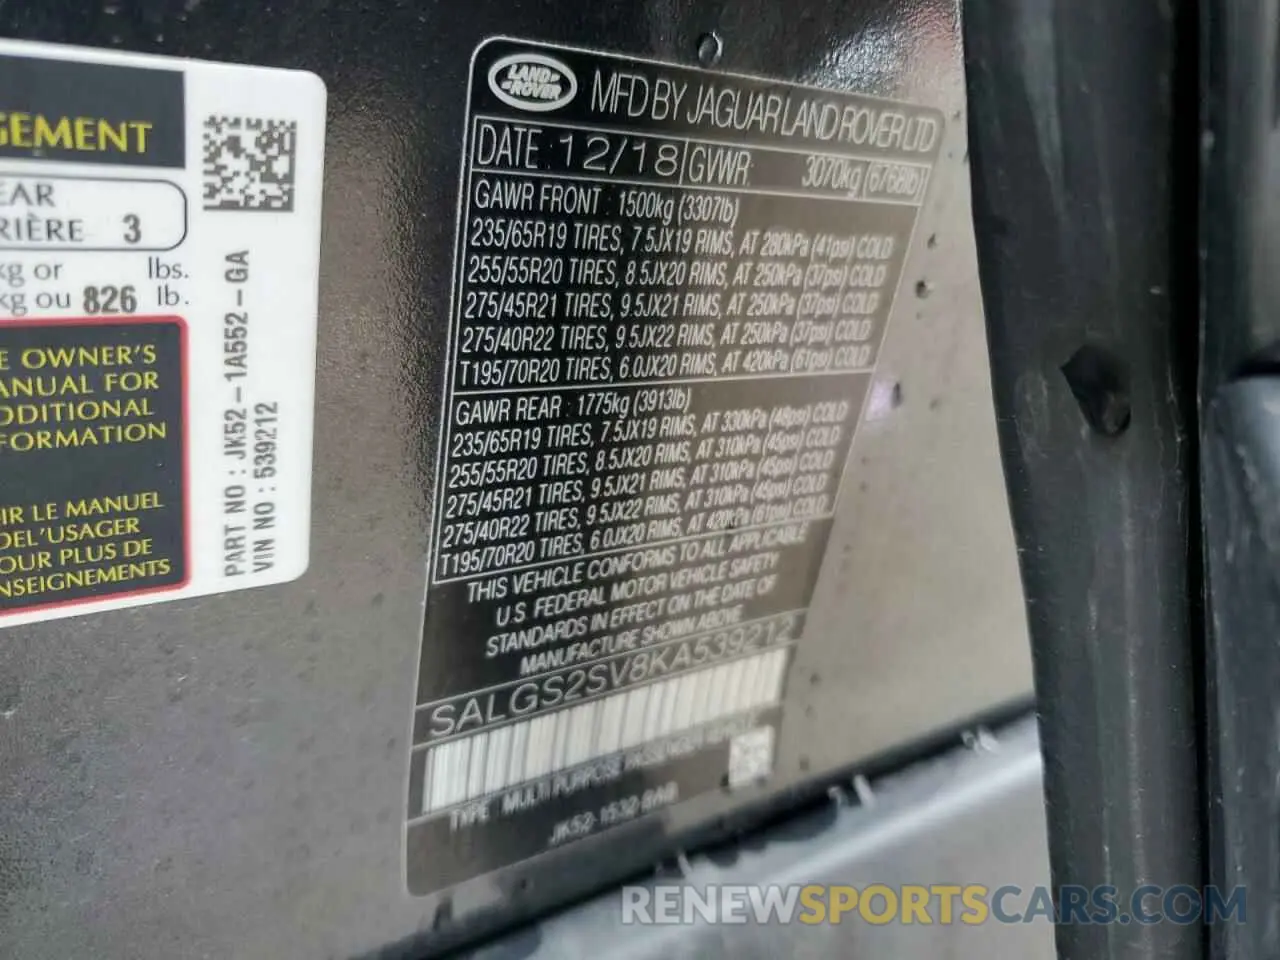 GEMENT
EAR
RIÈRE 3
kg or lbs.
kg ou 826 lb.
E OWNER'S
ANUAL FOR
DDITIONAL
FORMATION
IR LE MANUEL
DEL'USAGER
OUR PLUS DE
NSEIGNEMENTS
PART NO : JK52-1A552-GA
VIN NO : 539212
LAND ROVER
MFD BY JAGUAR LAND ROVER LTD
DATE: 12/18 GVWR: 3070kg (6768lb)
GAWR FRONT : 1500kg (3307lb)
235/65R19 TIRES, 7.5JX19 RIMS, AT 280kPa (41psi) COLD
255/55R20 TIRES, 8.5JX20 RIMS, AT 250kPa (37psi) COLD
275/45R21 TIRES, 9.5JX21 RIMS, AT 250kPa (37psi) COLD
275/40R22 TIRES, 9.5JX22 RIMS, AT 250kPa (37psi) COLD
T195/70R20 TIRES, 6.0JX20 RIMS, AT 420kPa (61psi) COLD
GAWR REAR : 1775kg (3913lb)
235/65R19 TIRES, 7.5JX19 RIMS, AT 330kPa (48psi) COLD
255/55R20 TIRES, 8.5JX20 RIMS, AT 310kPa (45psi) COLD
275/45R21 TIRES, 9.5JX21 RIMS, AT 310kPa (45psi) COLD
275/40R22 TIRES, 9.5JX22 RIMS, AT 310kPa (45psi) COLD
T195/70R20 TIRES, 6.0JX20 RIMS, AT 420kPa (61psi) COLD
THIS VEHICLE CONFORMS TO ALL APPLICABLE
U.S. FEDERAL MOTOR VEHICLE SAFETY
STANDARDS IN EFFECT ON THE DATE OF
MANUFACTURE SHOWN ABOVE
SALGS2SV8KA539212
TYPE : MULTI PURPOSE PASSENGER VEHICLE
JK52-1532-BAB
RENEWSPORTSCARS.COM